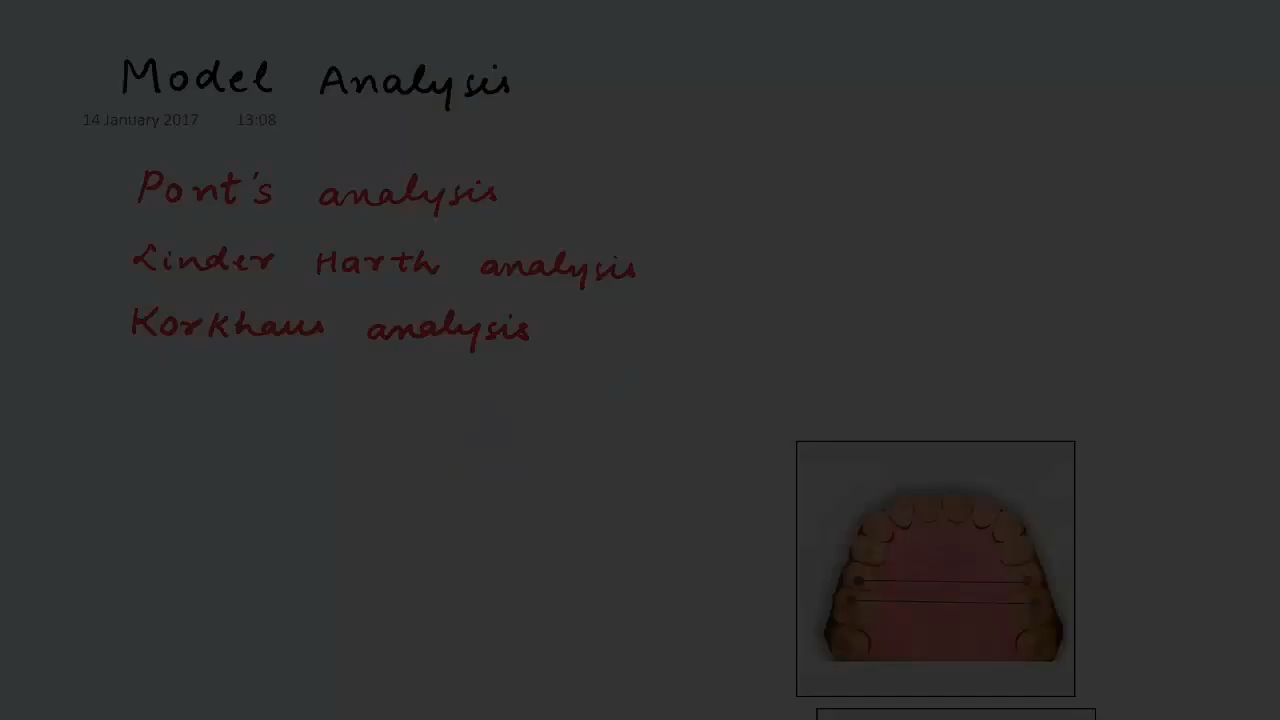 Model Analysis
14 January 2017 13:08
Pont's analysis
Linder Harth analysis
Korkhaus analysis